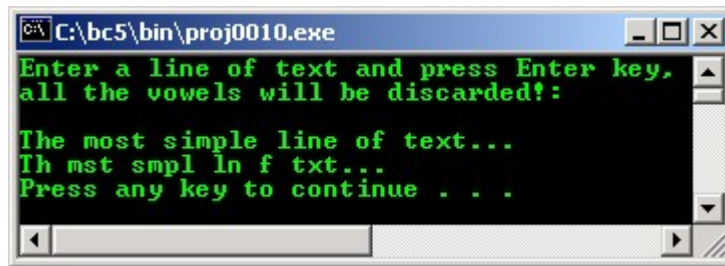 C:\bc5\bin\proj0010.exe
Enter a line of text and press Enter key,
all the vowels will be discarded!:
The most simple line of text...
Th mst smpl ln f txt...
Press any key to continue . . .